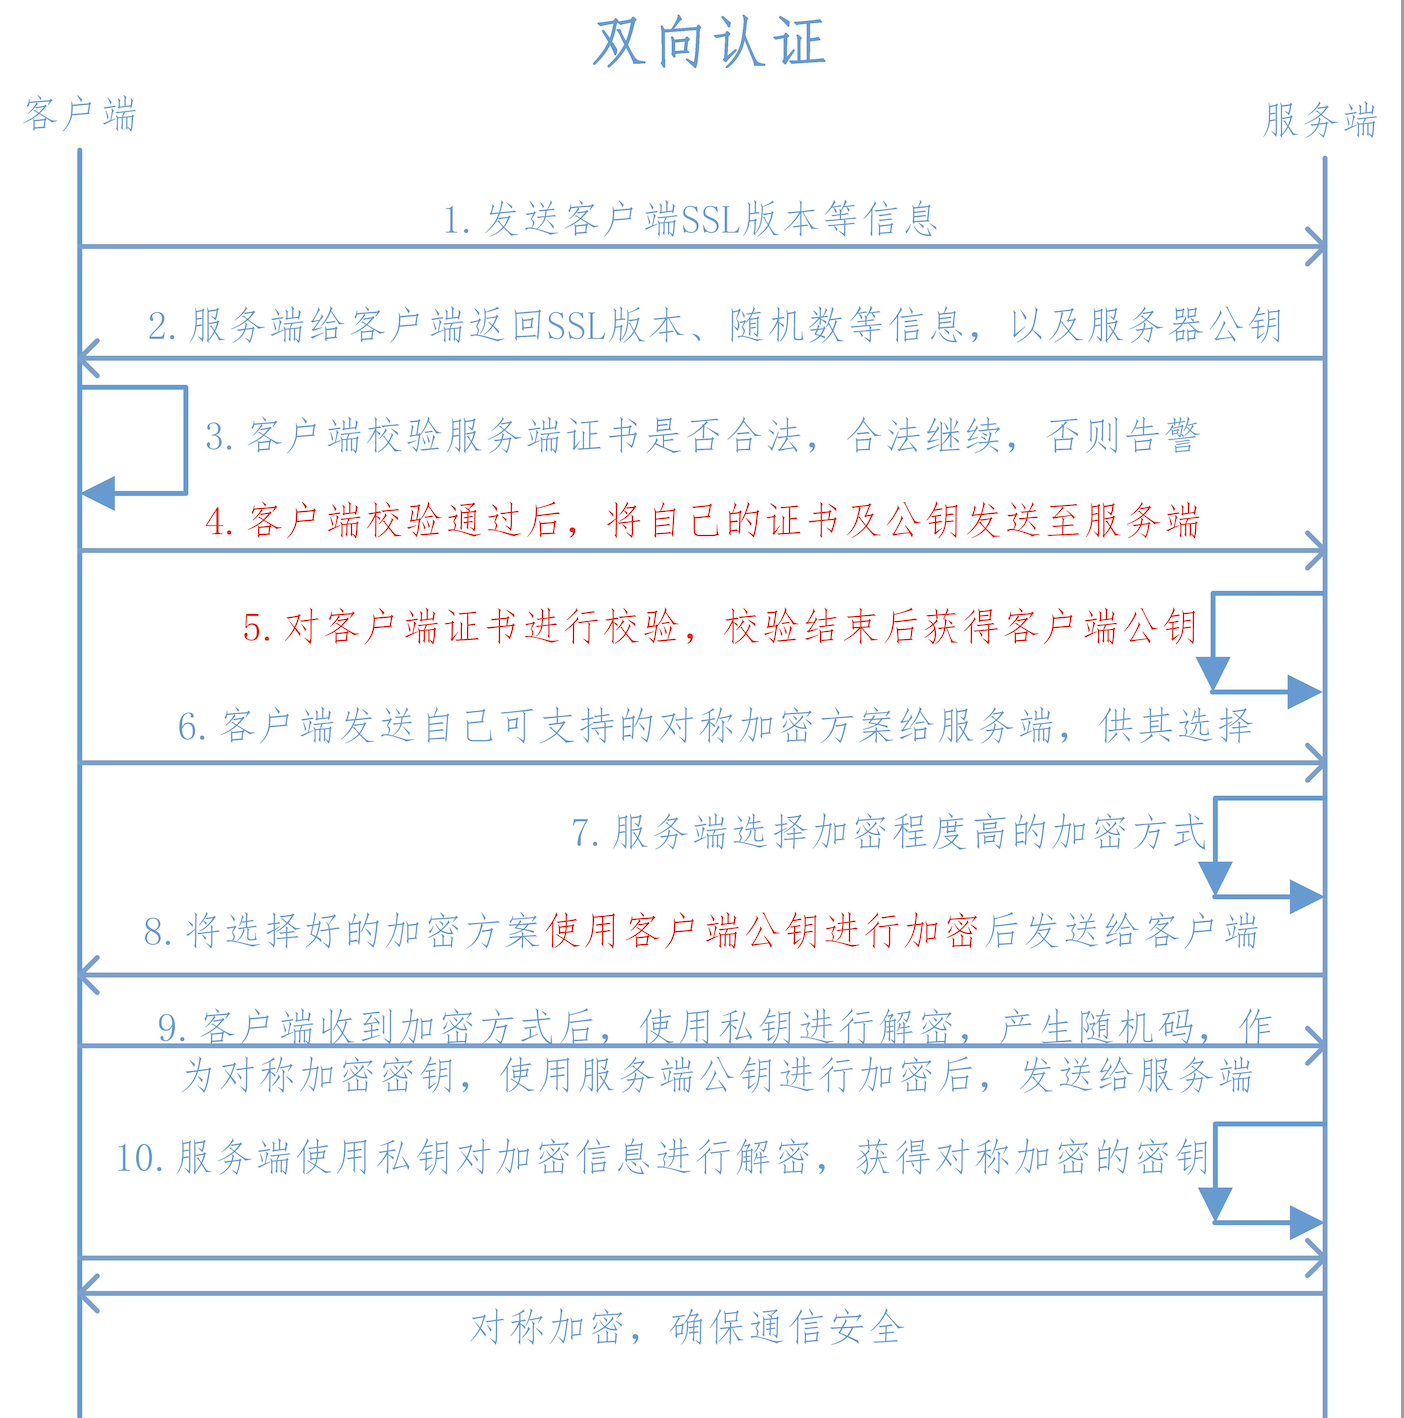 双向认证
客户端
服务端
1. 发送客户端SSL版本等信息
2. 服务端给客户端返回SSL版本、随机数等信息，以及服务器公钥
3. 客户端校验服务端证书是否合法，合法继续，否则告警
4. 客户端校验通过后，将自己的证书及公钥发送至服务端
5. 对客户端证书进行校验，校验结束后获得客户端公钥
6. 客户端发送自己可支持的对称加密方案给服务端，供其选择
7. 服务端选择加密程度高的加密方式
8. 将选择好的加密方案使用客户端公钥进行加密后发送给客户端
9. 客户端收到加密方式后，使用私钥进行解密，产生随机码，作
为对称加密密钥，使用服务端公钥进行加密后，发送给服务端
10. 服务端使用私钥对加密信息进行解密，获得对称加密的密钥
对称加密，确保通信安全